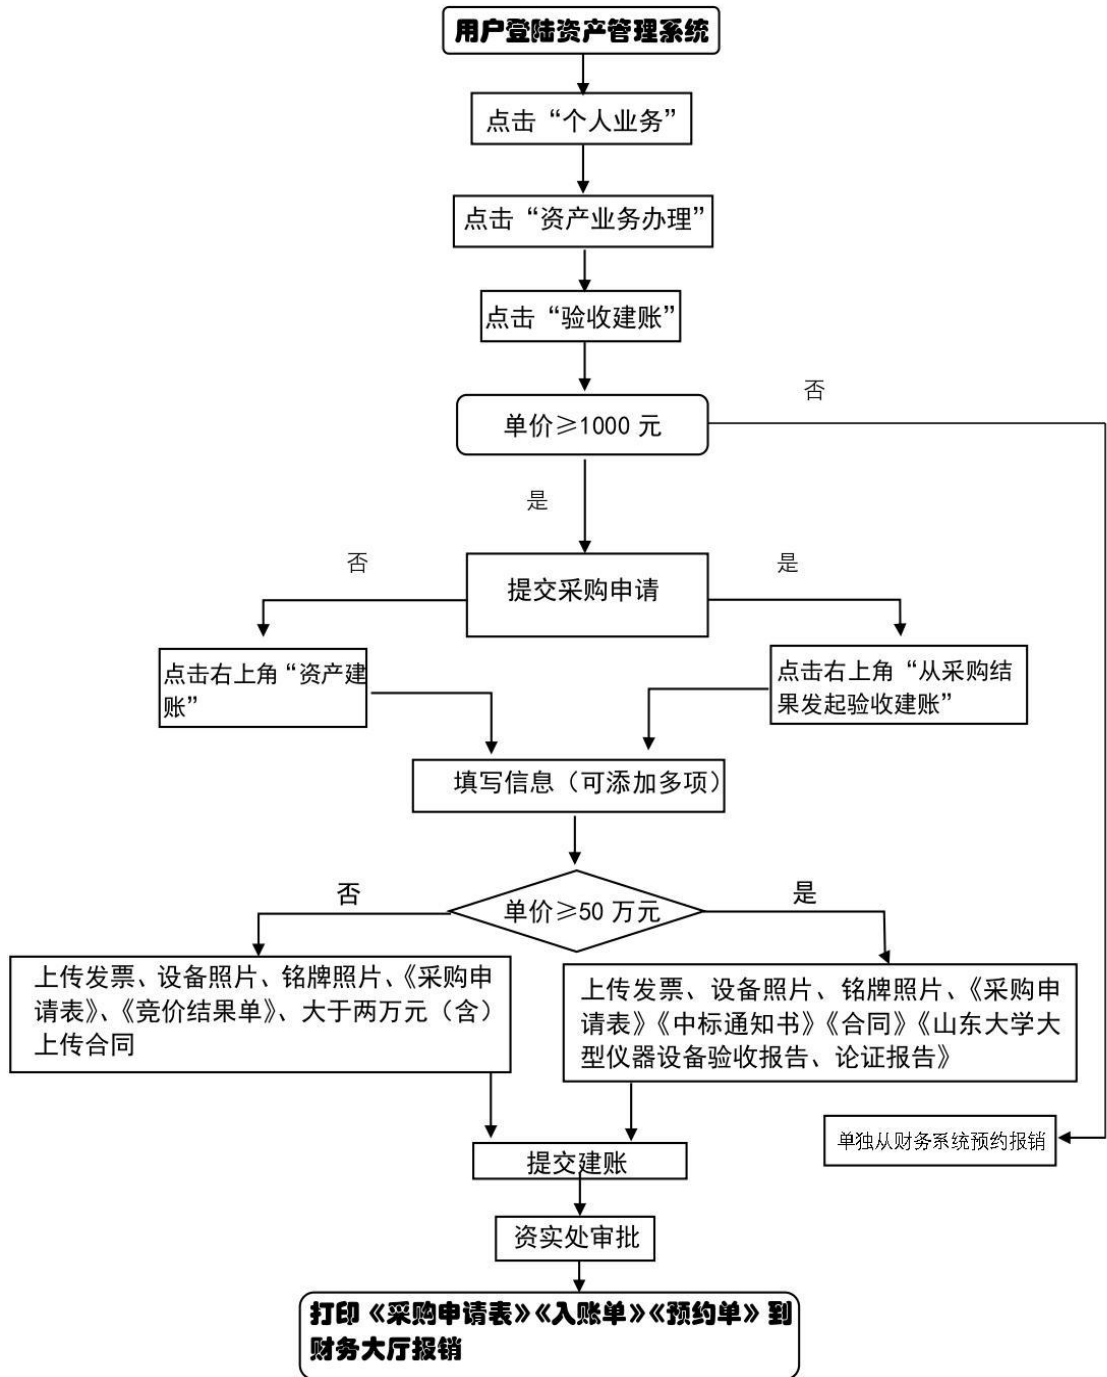 用户登陆资产管理系统
点击“个人业务”
点击“资产业务办理”
点击“验收建账”
否
单价≥1000 元
是
否
是
提交采购申请
点击右上角“资产建
账”
点击右上角“从采购结
果发起验收建账”
填写信息（可添加多项）
否
是
单价≥50 万元
上传发票、设备照片、铭牌照片、《采购申
请表》、《竞价结果单》、大于两万元（含）
上传合同
上传发票、设备照片、铭牌照片、《采购申
请表》《中标通知书》《合同》《山东大学大
型仪器设备验收报告、论证报告》
单独从财务系统预约报销
提交建账
资实处审批
打印《采购申请表》《入账单》《预约单》到
财务大厅报销